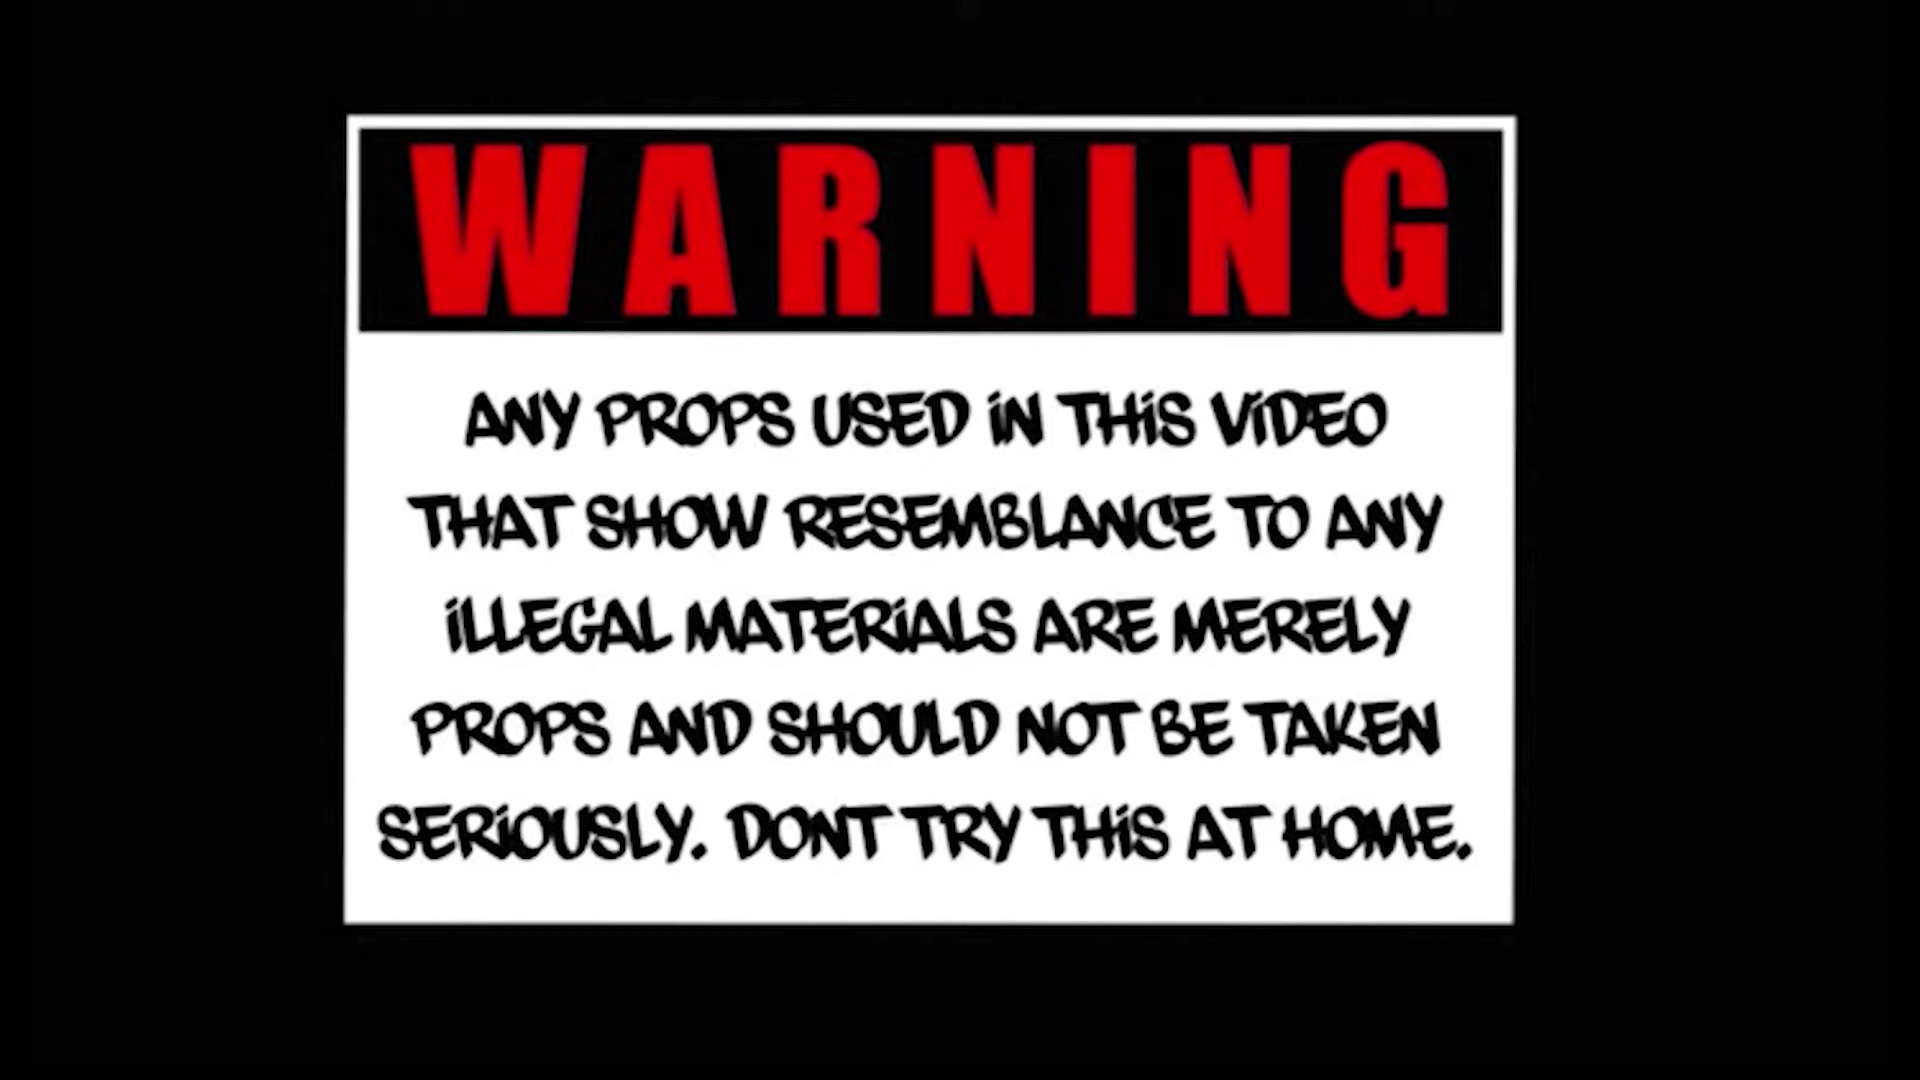 WARNING
ANY PROPS USED iN THiS ViDEO
THAT SHOW RESEMBLANCE TO ANY
iLLEGAL MATERiALS ARE MERELY
PROPS AND SHOULD NOT BE TAKEN
SERiOUSLY. DONT TRY THiS AT HOME.